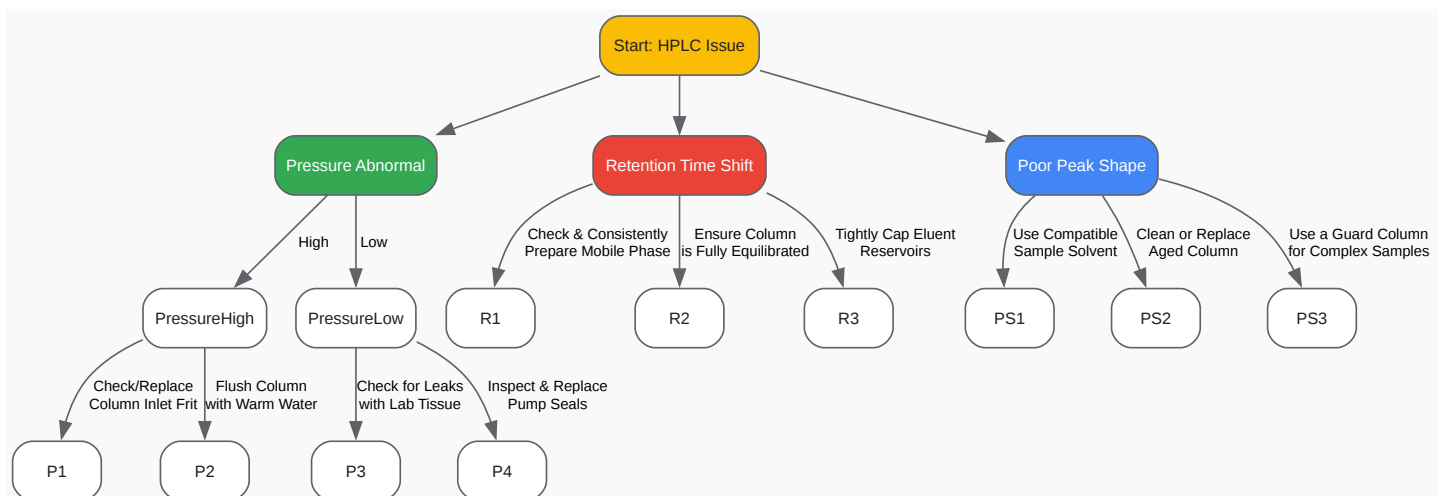 Start: HPLC Issue
Pressure Abnormal
Retention Time Shift
Poor Peak Shape
High
Low
Check & Consistently
Prepare Mobile Phase
Ensure Column
is Fully Equilibrated
Tightly Cap Eluent
Reservoirs
Use Compatible
Sample Solvent
Clean or Replace
Aged Column
Use a Guard Column
for Complex Samples
PressureHigh
PressureLow
R1
R2
R3
PS1
PS2
PS3
Check/Replace
Column Inlet Frit
Flush Column
with Warm Water
Check for Leaks
with Lab Tissue
Inspect & Replace
Pump Seals
P1
P2
P3
P4